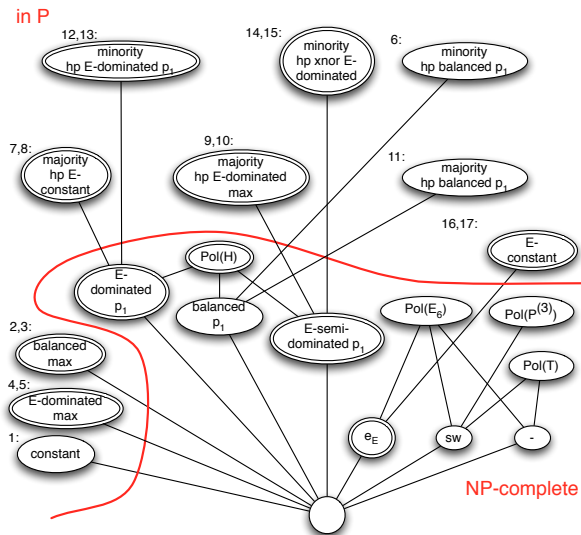 in P
12,13:
minority
hp E-dominated p1
14,15:
minority
hp xnor E-
dominated
6:
minority
hp balanced p1
7,8:
majority
hp E-
constant
9,10:
majority
hp E-dominated
max
11:
majority
hp balanced p1
16,17:
E-
constant
E-
dominated
p1
Pol(H)
balanced
p1
E-semi-
dominated p1
Pol(E6)
Pol(P(3))
2,3:
balanced
max
Pol(T)
4,5:
E-dominated
max
1:
constant
eE
sw
-
NP-complete